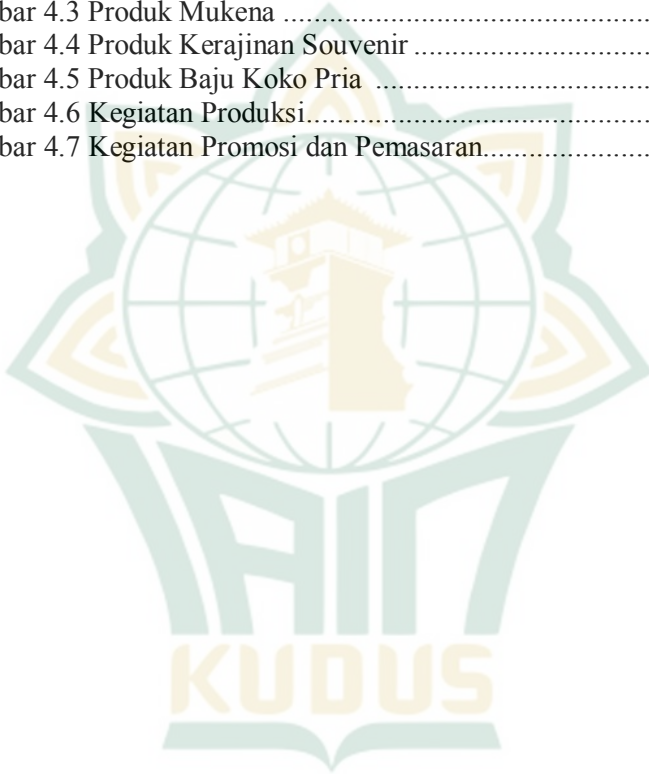 bar 4.3 Produk Mukena ................................................
bar 4.4 Produk Kerajinan Souvenir ...............................
bar 4.5 Produk Baju Koko Pria ....................................
bar 4.6 Kegiatan Produksi.............................................
bar 4.7 Kegiatan Promosi dan Pemasaran......................
IAIN
KUDUS